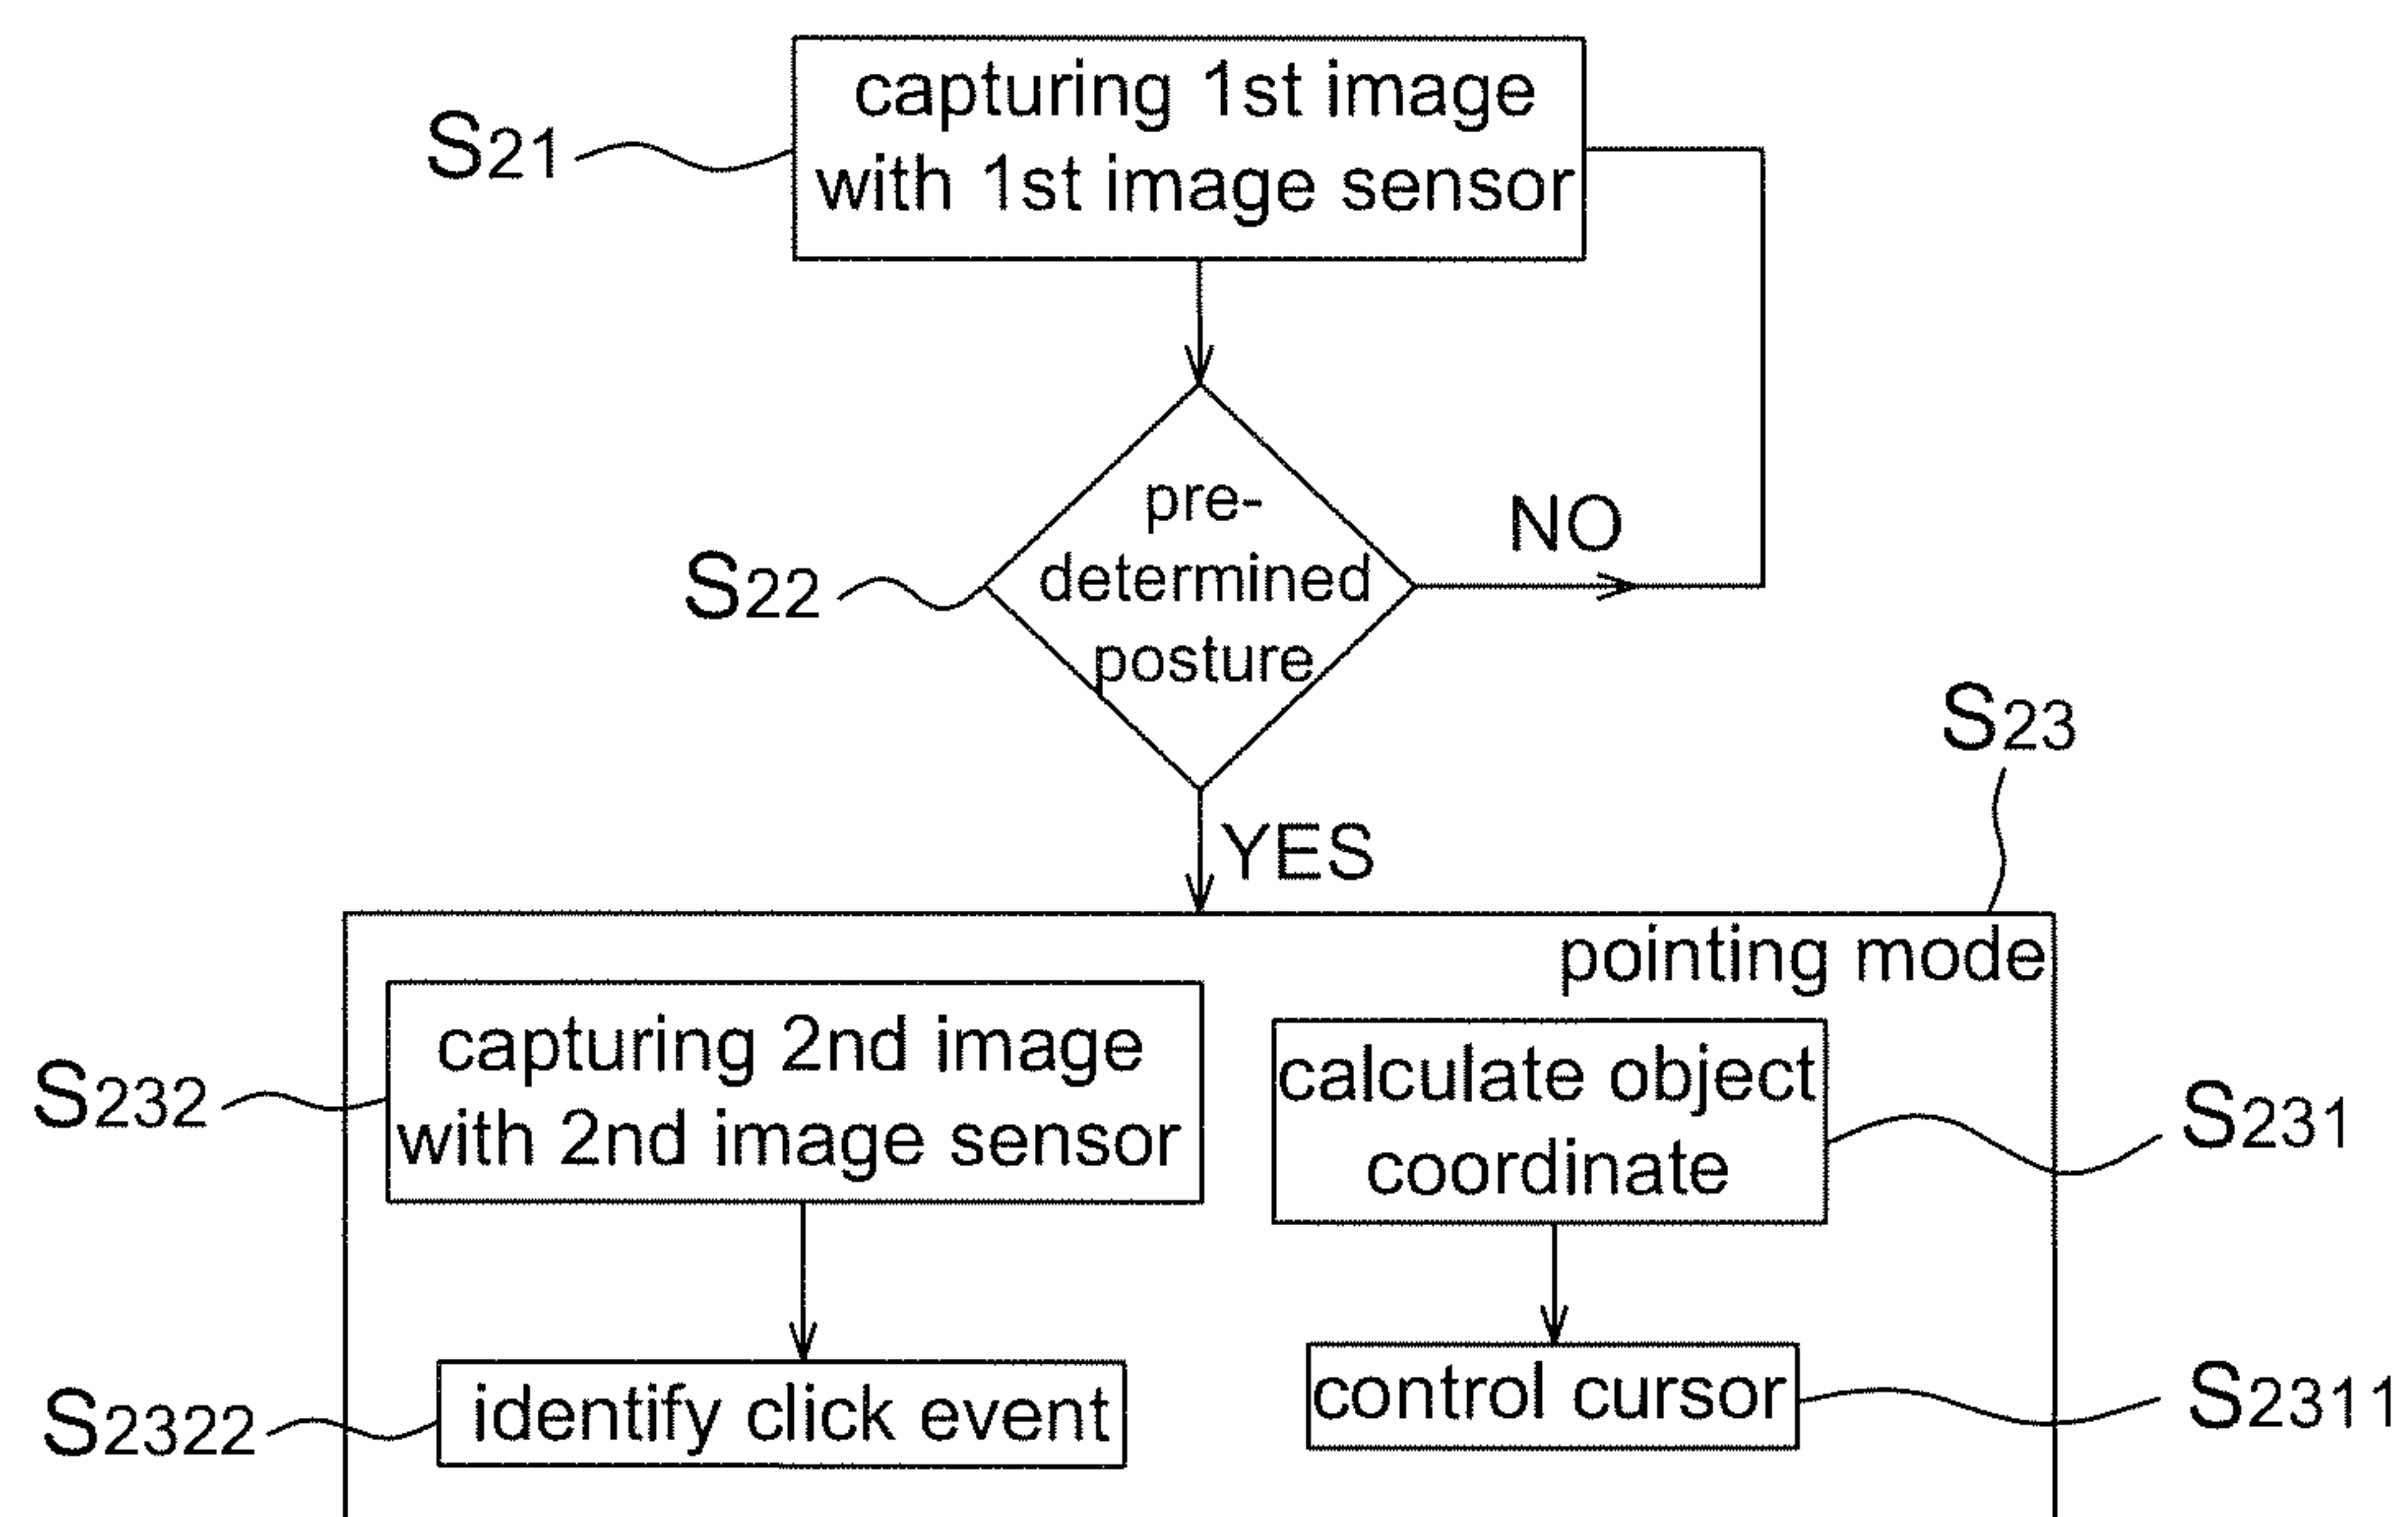 capturing 1st image
with 1st image sensor
S21
pre-
determined
posture
NO
S22
YES
S23
pointing mode
capturing 2nd image
with 2nd image sensor
S232
calculate object
coordinate
S231
identify click event
S2322
control cursor
S2311